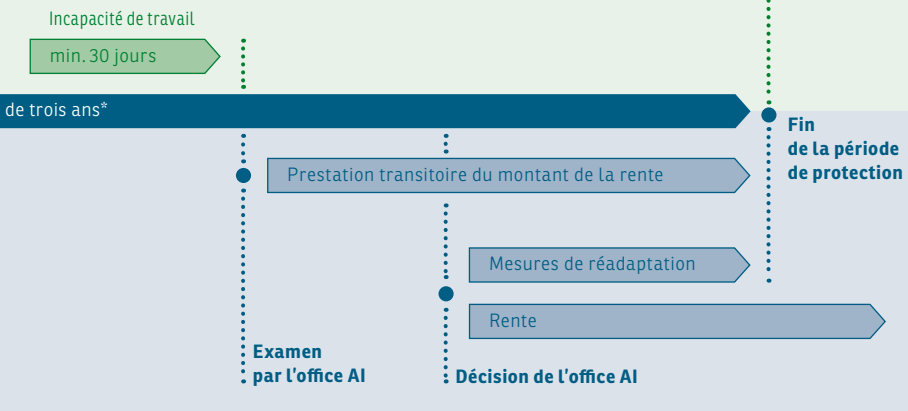 Incapacité de travail
min. 30 jours
de trois ans*
Fin
de la période
de protection
Prestation transitoire du montant de la rente
Mesures de réadaptation
Rente
Examen
par l'office AI
Décision de l'office AI